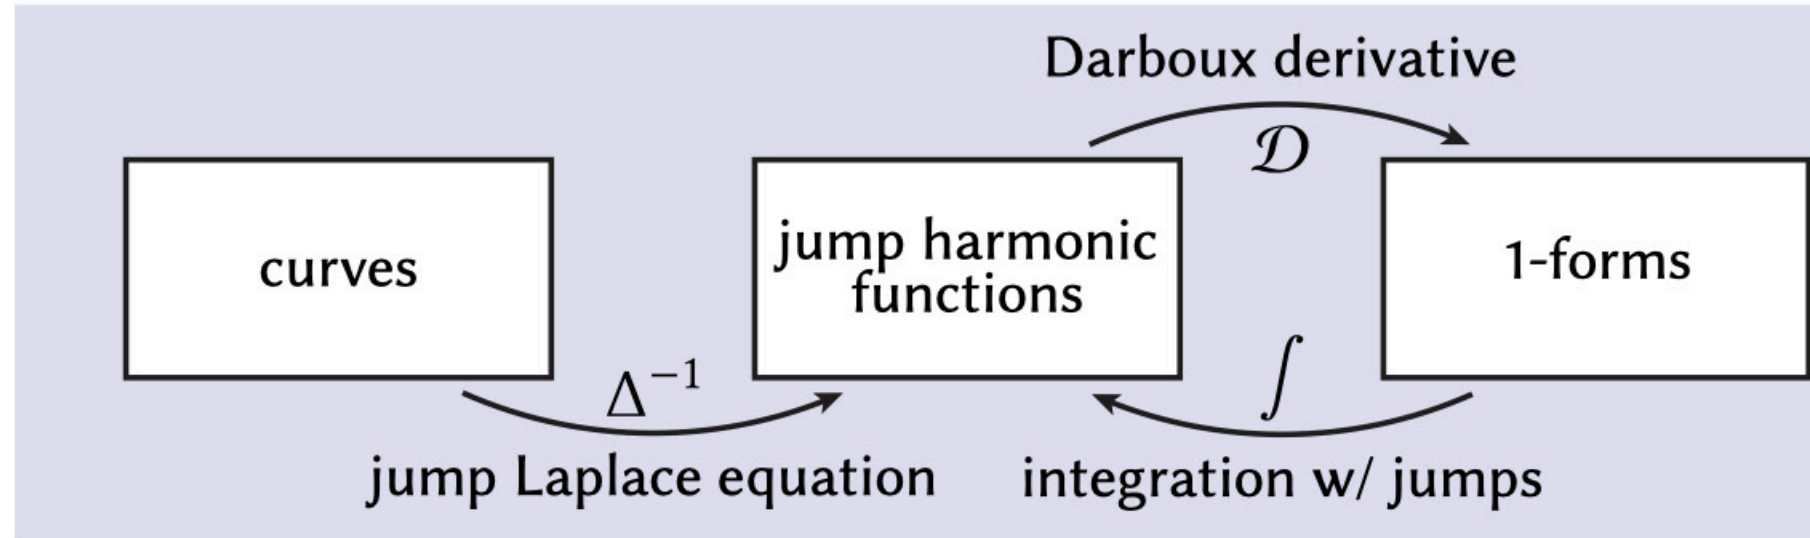 Darboux derivative
𝒟
curves
jump harmonic
functions
1-forms
Δ⁻¹
∫
jump Laplace equation
integration w/ jumps